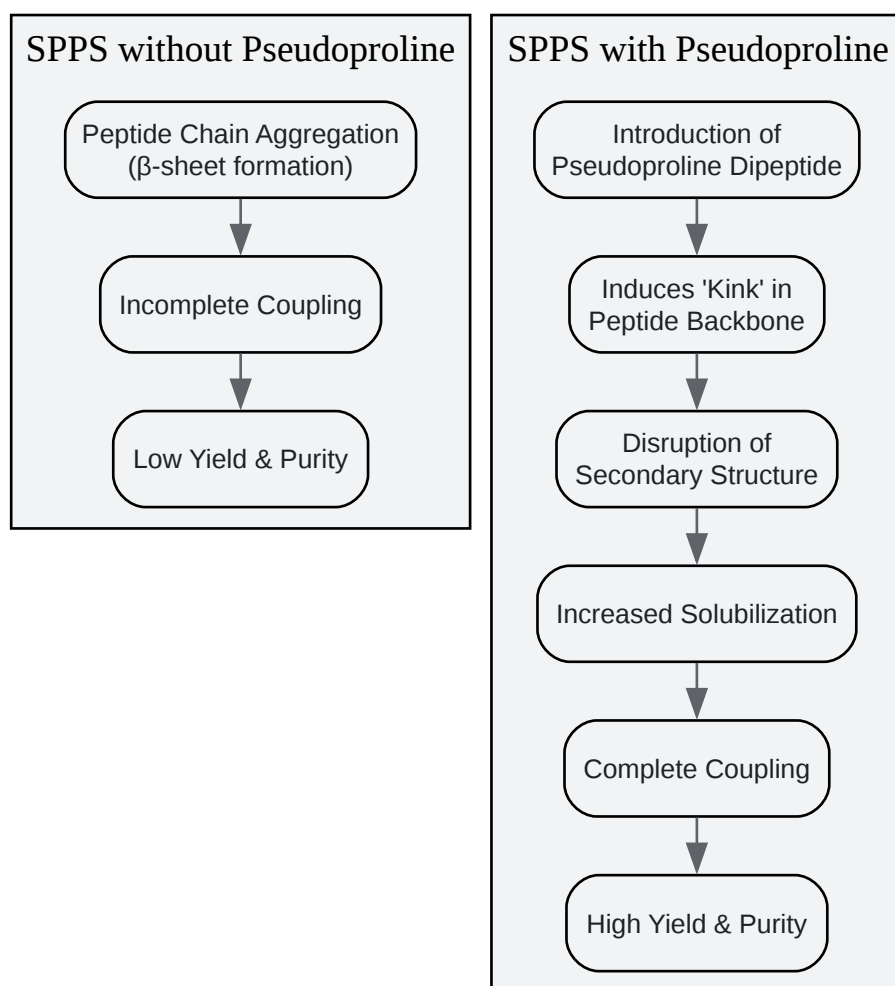 SPPS without Pseudoproline
Peptide Chain Aggregation
(β-sheet formation)
Incomplete Coupling
Low Yield & Purity
SPPS with Pseudoproline
Introduction of
Pseudoproline Dipeptide
Induces 'Kink' in
Peptide Backbone
Disruption of
Secondary Structure
Increased Solubilization
Complete Coupling
High Yield & Purity